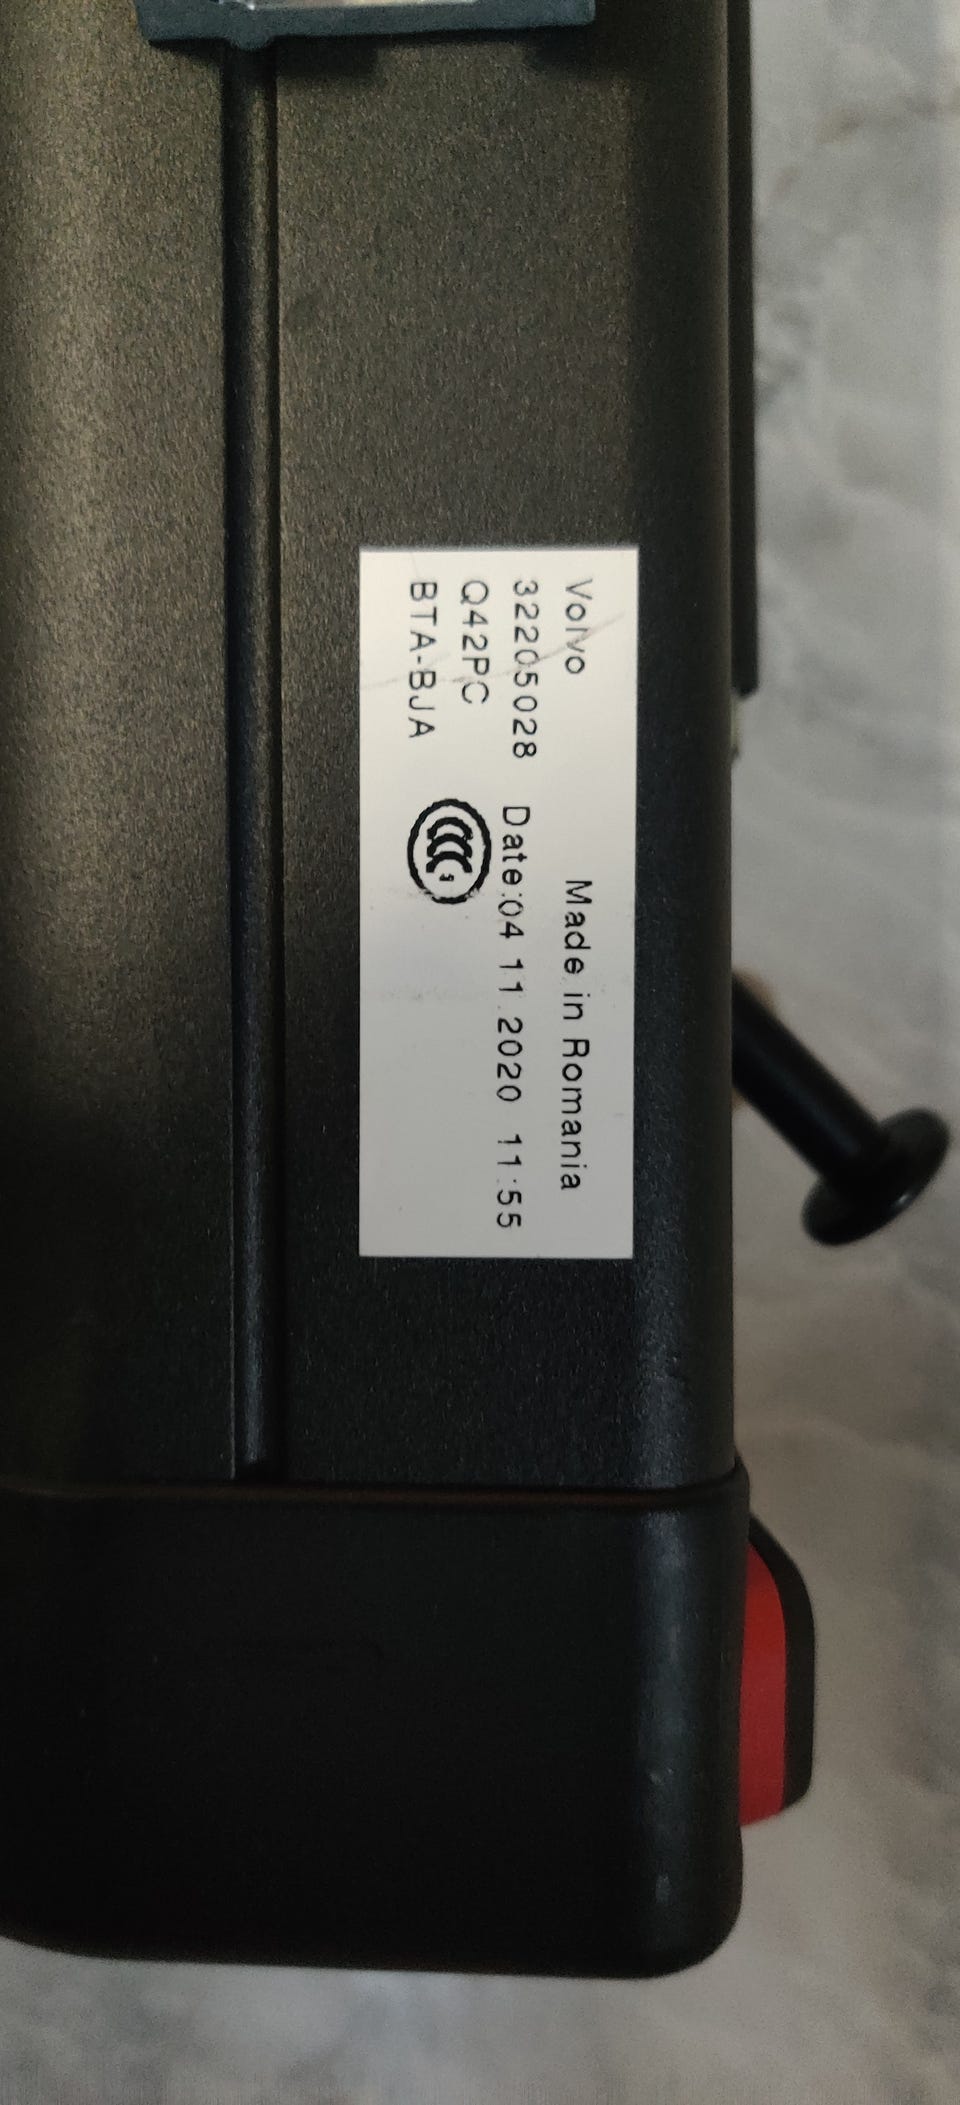 Volvo Made in Romania
32205028 Date:04.11.2020 11:55
Q42PC
BTA-BJA